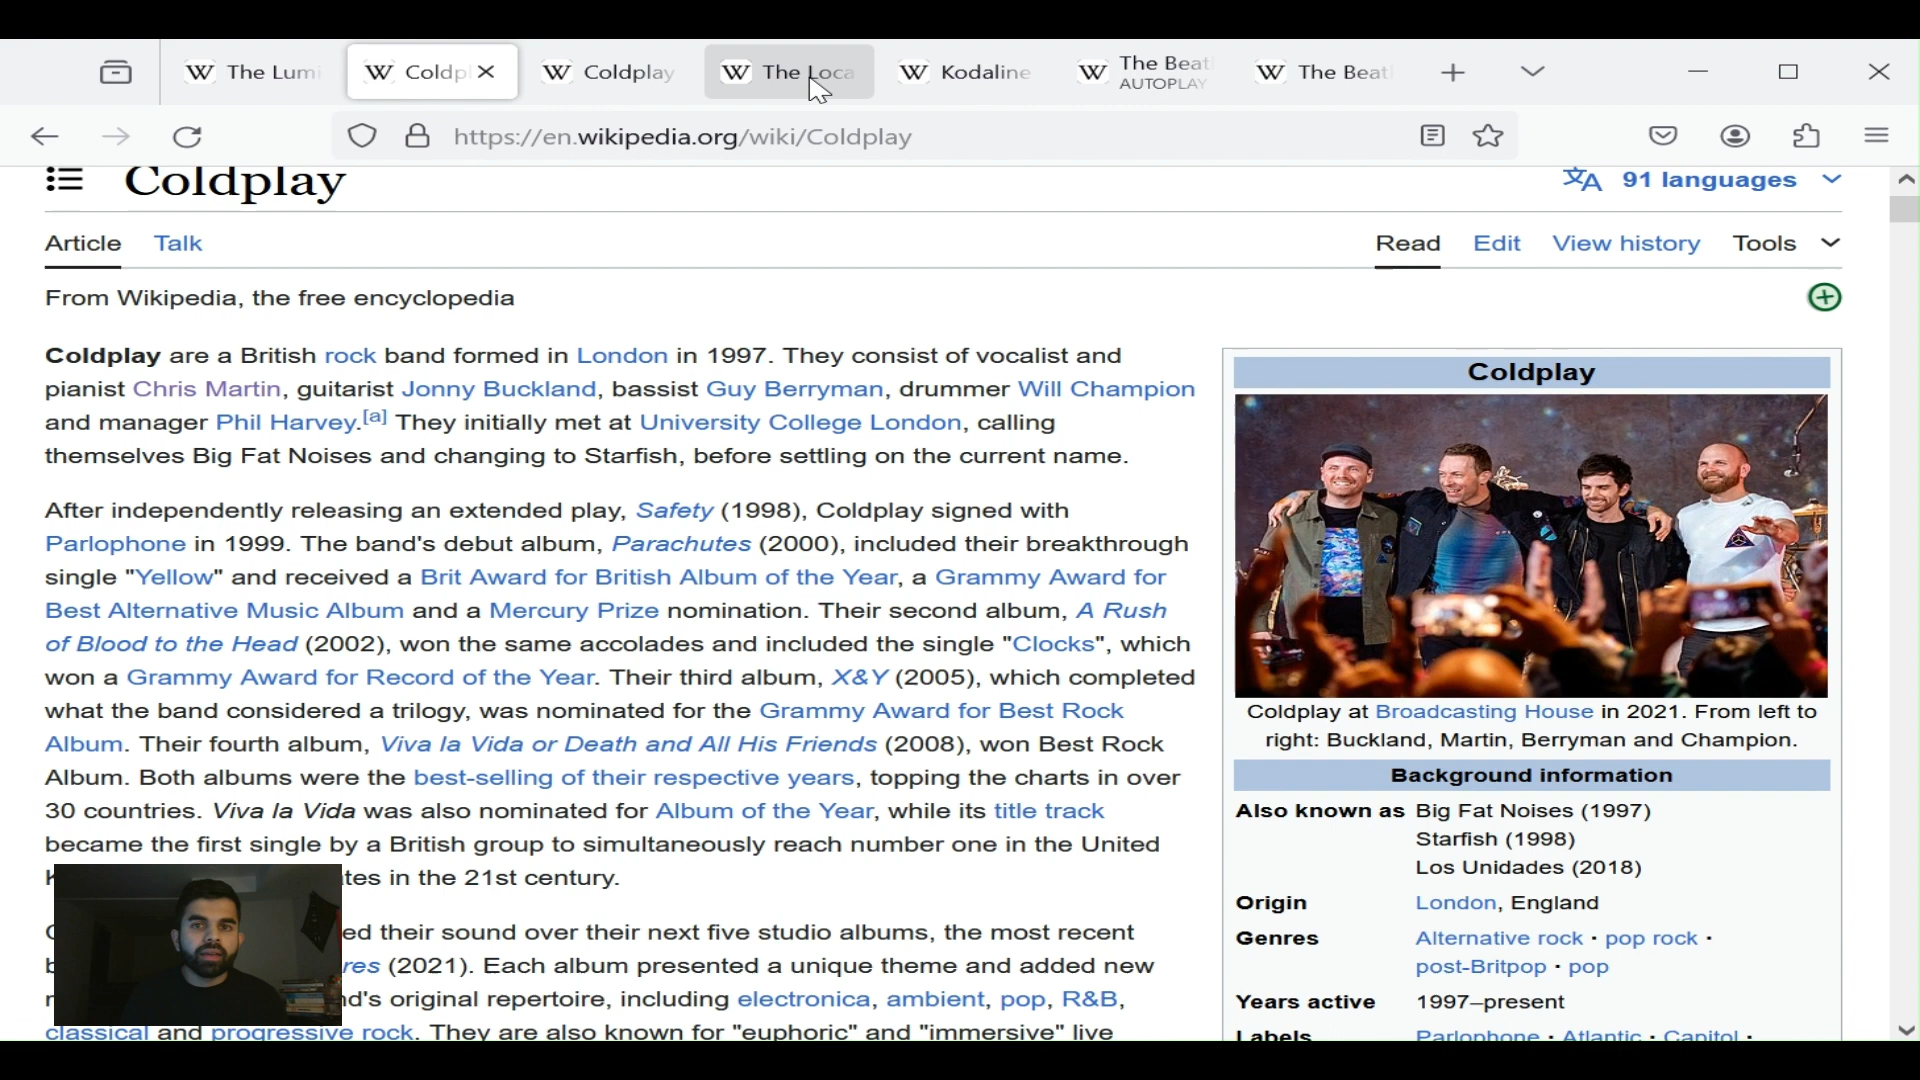 The Lumi
Coldpl
Coldplay
The Loca
Kodaline
The Beatl
AUTOPLAY
The Beatl
https://en.wikipedia.org/wiki/Coldplay
Coldplay
91 languages
Article Talk
Read Edit View history Tools
From Wikipedia, the free encyclopedia
Coldplay are a British rock band formed in London in 1997. They consist of vocalist and
pianist Chris Martin, guitarist Jonny Buckland, bassist Guy Berryman, drummer Will Champion
and manager Phil Harvey.[a] They initially met at University College London, calling
themselves Big Fat Noises and changing to Starfish, before settling on the current name.
After independently releasing an extended play, Safety (1998), Coldplay signed with
Parlophone in 1999. The band's debut album, Parachutes (2000), included their breakthrough
single "Yellow" and received a Brit Award for British Album of the Year, a Grammy Award for
Best Alternative Music Album and a Mercury Prize nomination. Their second album, A Rush
of Blood to the Head (2002), won the same accolades and included the single "Clocks", which
won a Grammy Award for Record of the Year. Their third album, X&Y (2005), which completed
what the band considered a trilogy, was nominated for the Grammy Award for Best Rock
Album. Their fourth album, Viva la Vida or Death and All His Friends (2008), won Best Rock
Album. Both albums were the best-selling of their respective years, topping the charts in over
30 countries. Viva la Vida was also nominated for Album of the Year, while its title track
became the first single by a British group to simultaneously reach number one in the United
tes in the 21st century.
ed their sound over their next five studio albums, the most recent
res (2021). Each album presented a unique theme and added new
nd's original repertoire, including electronica, ambient, pop, R&B,
classical and progressive rock. They are also known for "euphoric" and "immersive" live
Coldplay
Coldplay at Broadcasting House in 2021. From left to
right: Buckland, Martin, Berryman and Champion.
Background information
Also known as Big Fat Noises (1997)
Starfish (1998)
Los Unidades (2018)
Origin London, England
Genres Alternative rock · pop rock ·
post-Britpop · pop
Years active 1997–present
Labels Parlophone · Atlantic · Capitol ·